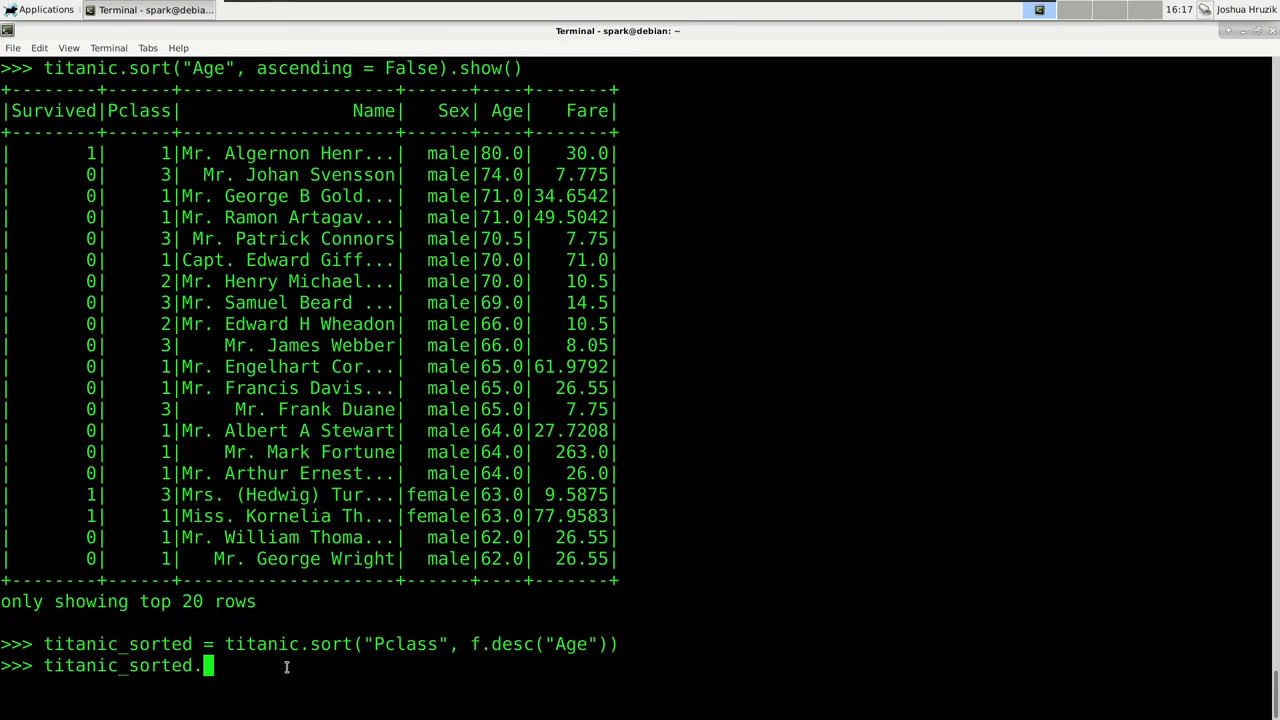 Applications Terminal - spark@debia... 16:17 Joshua Hruzik
Terminal - spark@debian: ~
File Edit View Terminal Tabs Help
>>> titanic.sort("Age", ascending = False).show()
+--------+------+--------------------+------+----+-------+
|Survived|Pclass|                Name|   Sex| Age|   Fare|
+--------+------+--------------------+------+----+-------+
|       1|     1|Mr. Algernon Henr...|  male|80.0|   30.0|
|       0|     3|  Mr. Johan Svensson|  male|74.0|  7.775|
|       0|     1|Mr. George B Gold...|  male|71.0|34.6542|
|       0|     1|Mr. Ramon Artagav...|  male|71.0|49.5042|
|       0|     3| Mr. Patrick Connors|  male|70.5|   7.75|
|       0|     1|Capt. Edward Giff...|  male|70.0|   71.0|
|       0|     2|Mr. Henry Michael...|  male|70.0|   10.5|
|       0|     3|Mr. Samuel Beard ...|  male|69.0|   14.5|
|       0|     2|Mr. Edward H Wheadon|  male|66.0|   10.5|
|       0|     3|    Mr. James Webber|  male|66.0|   8.05|
|       0|     1|Mr. Engelhart Cor...|  male|65.0|61.9792|
|       0|     1|Mr. Francis Davis...|  male|65.0|  26.55|
|       0|     3|     Mr. Frank Duane|  male|65.0|   7.75|
|       0|     1|Mr. Albert A Stewart|  male|64.0|27.7208|
|       0|     1|    Mr. Mark Fortune|  male|64.0|  263.0|
|       0|     1|Mr. Arthur Ernest...|  male|64.0|   26.0|
|       1|     3|Mrs. (Hedwig) Tur...|female|63.0| 9.5875|
|       1|     1|Miss. Kornelia Th...|female|63.0|77.9583|
|       0|     1|Mr. William Thoma...|  male|62.0|  26.55|
|       0|     1|   Mr. George Wright|  male|62.0|  26.55|
+--------+------+--------------------+------+----+-------+
only showing top 20 rows
>>> titanic_sorted = titanic.sort("Pclass", f.desc("Age"))
>>> titanic_sorted.